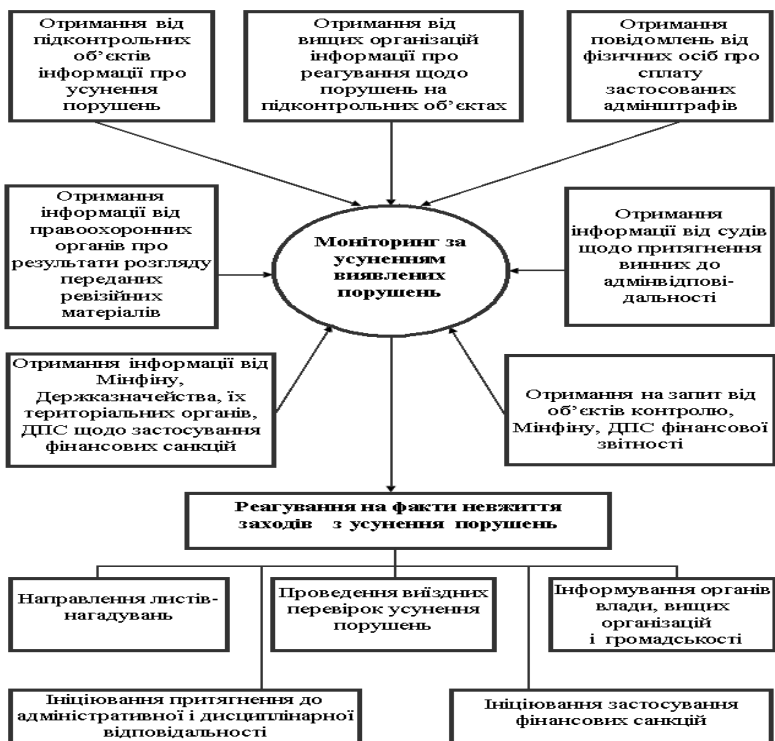 Отримання від
підконтрольних
об’єктів
інформації про
усунення
порушень
Отримання від
вищих організацій
інформації про
реагування щодо
порушень на
підконтрольних об’єктах
Отримання
повідомлень від
фізичних осіб про
сплату
застосованих
адмінштрафів
Отримання
інформації від
правоохоронних
органів про
результати розгляду
переданих
ревізійних
матеріалів
Моніторинг за
усуненням
виявлених
порушень
Отримання
інформації від судів
щодо притягнення
винних до
адмінвідпові-
дальності
Отримання інформації від
Мінфіну,
Держказначейства, їх
територіальних органів,
ДПС щодо застосування
фінансових санкцій
Отримання на запит від
об’єктів контролю,
Мінфіну, ДПС фінансової
звітності
Реагування на факти невжиття
заходів з усунення порушень
Направлення листів-
нагадувань
Проведення виїздних
перевірок усунення
порушень
Інформування органів
влади, вищих
організацій
і громадськості
Ініціювання притягнення до
адміністративної і дисциплінарної
відповідальності
Ініціювання застосування
фінансових санкцій